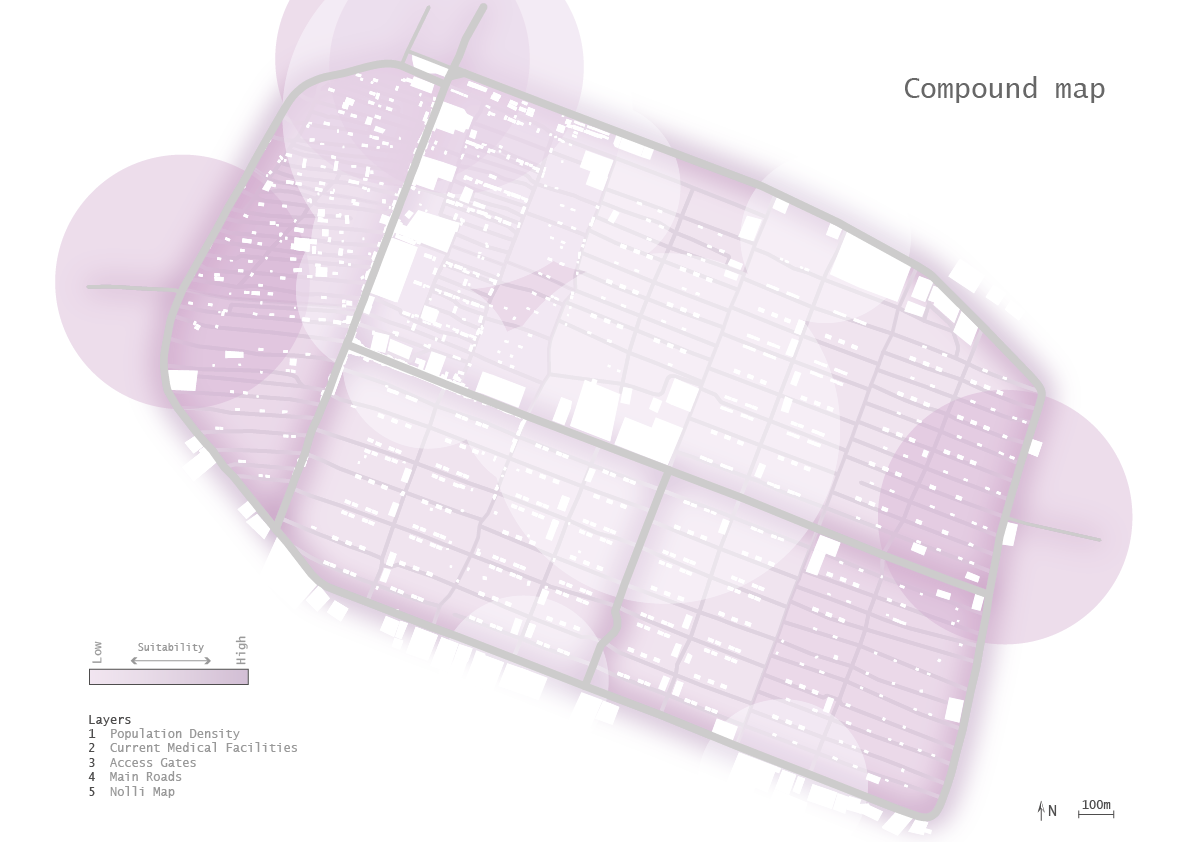 Compound map
Low
Suitability
High
Layers
1 Population Density
2 Current Medical Facilities
3 Access Gates
4 Main Roads
5 Nolli Map
N
100m